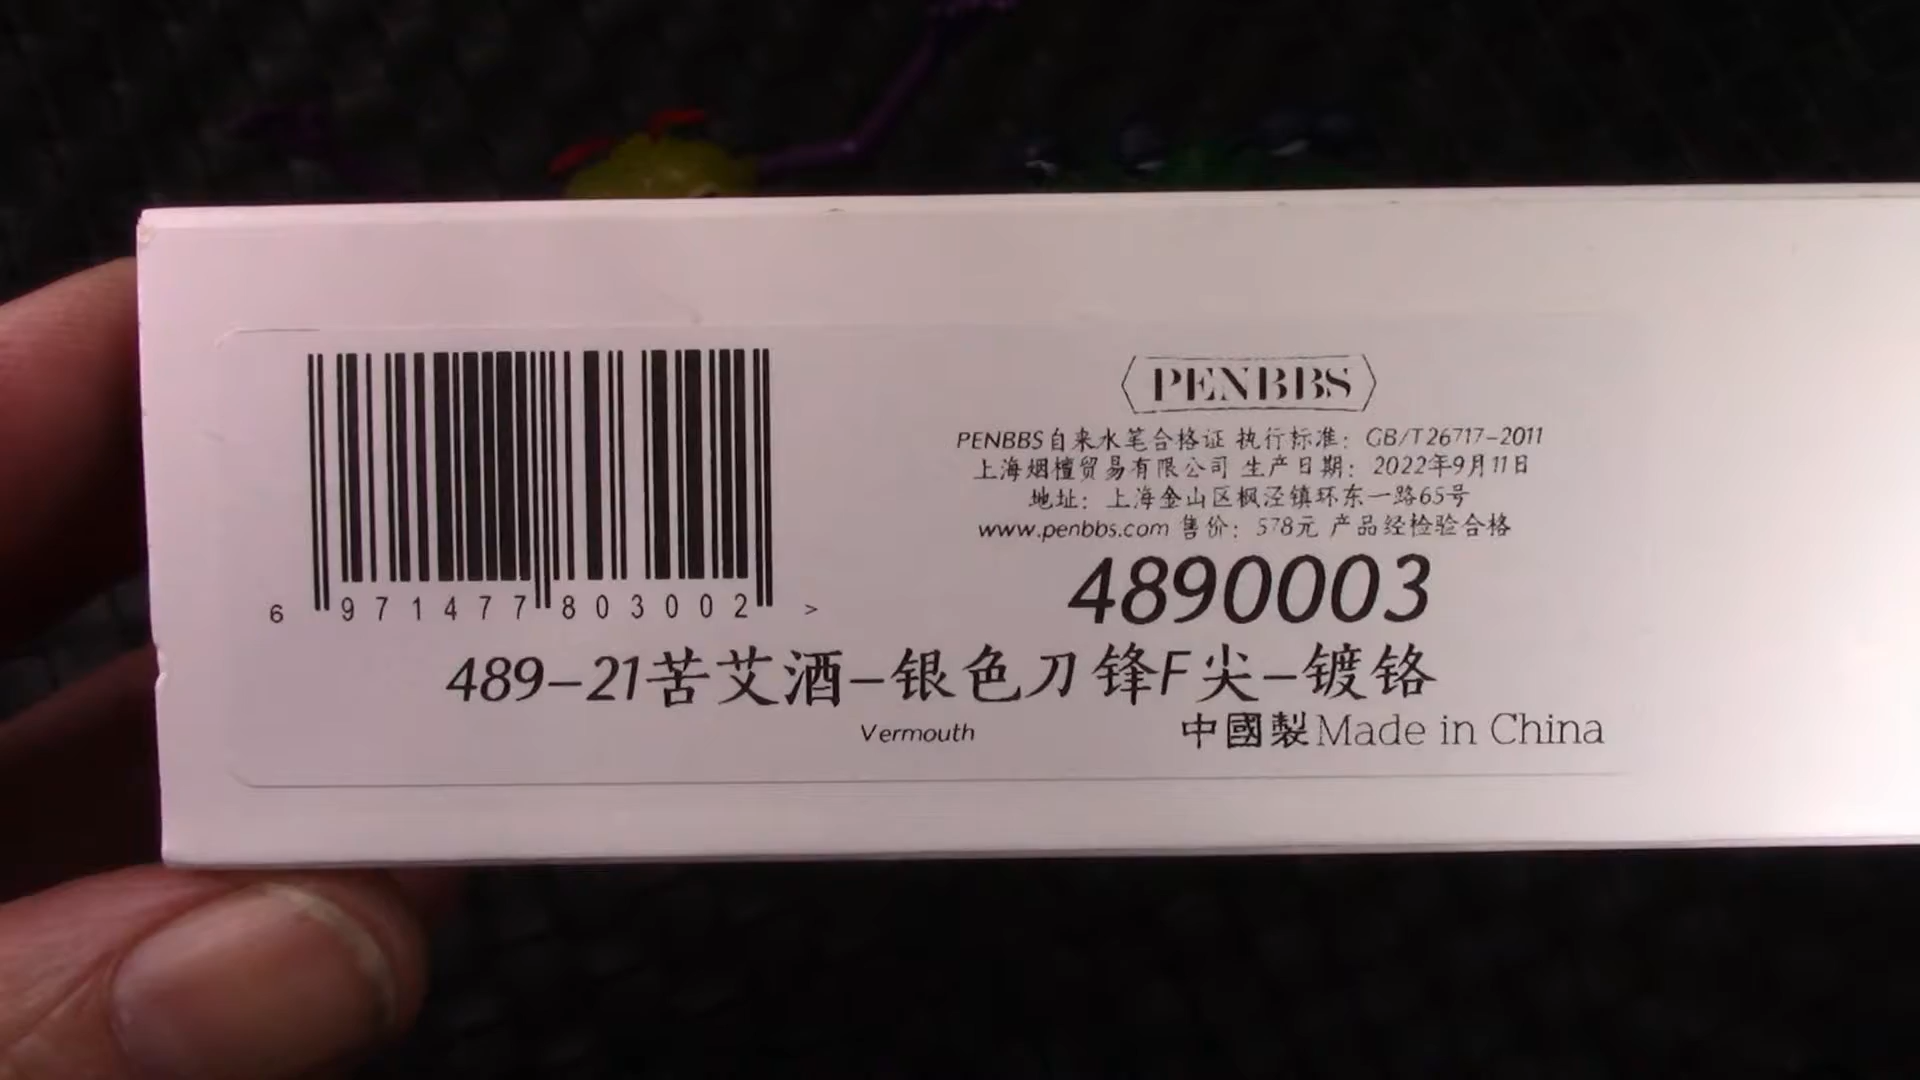 PENBBS
PENBBS自来水笔合格证 执行标准：GB/T26717-2011
上海烟檀贸易有限公司 生产日期：2022年9月11日
地址：上海金山区枫泾镇环东一路65号
www.penbbs.com 售价：578元 产品经检验合格
4890003
6 971477 803002 >
489-21苦艾酒-银色刀锋F尖-镀铬
Vermouth
中國製Made in China